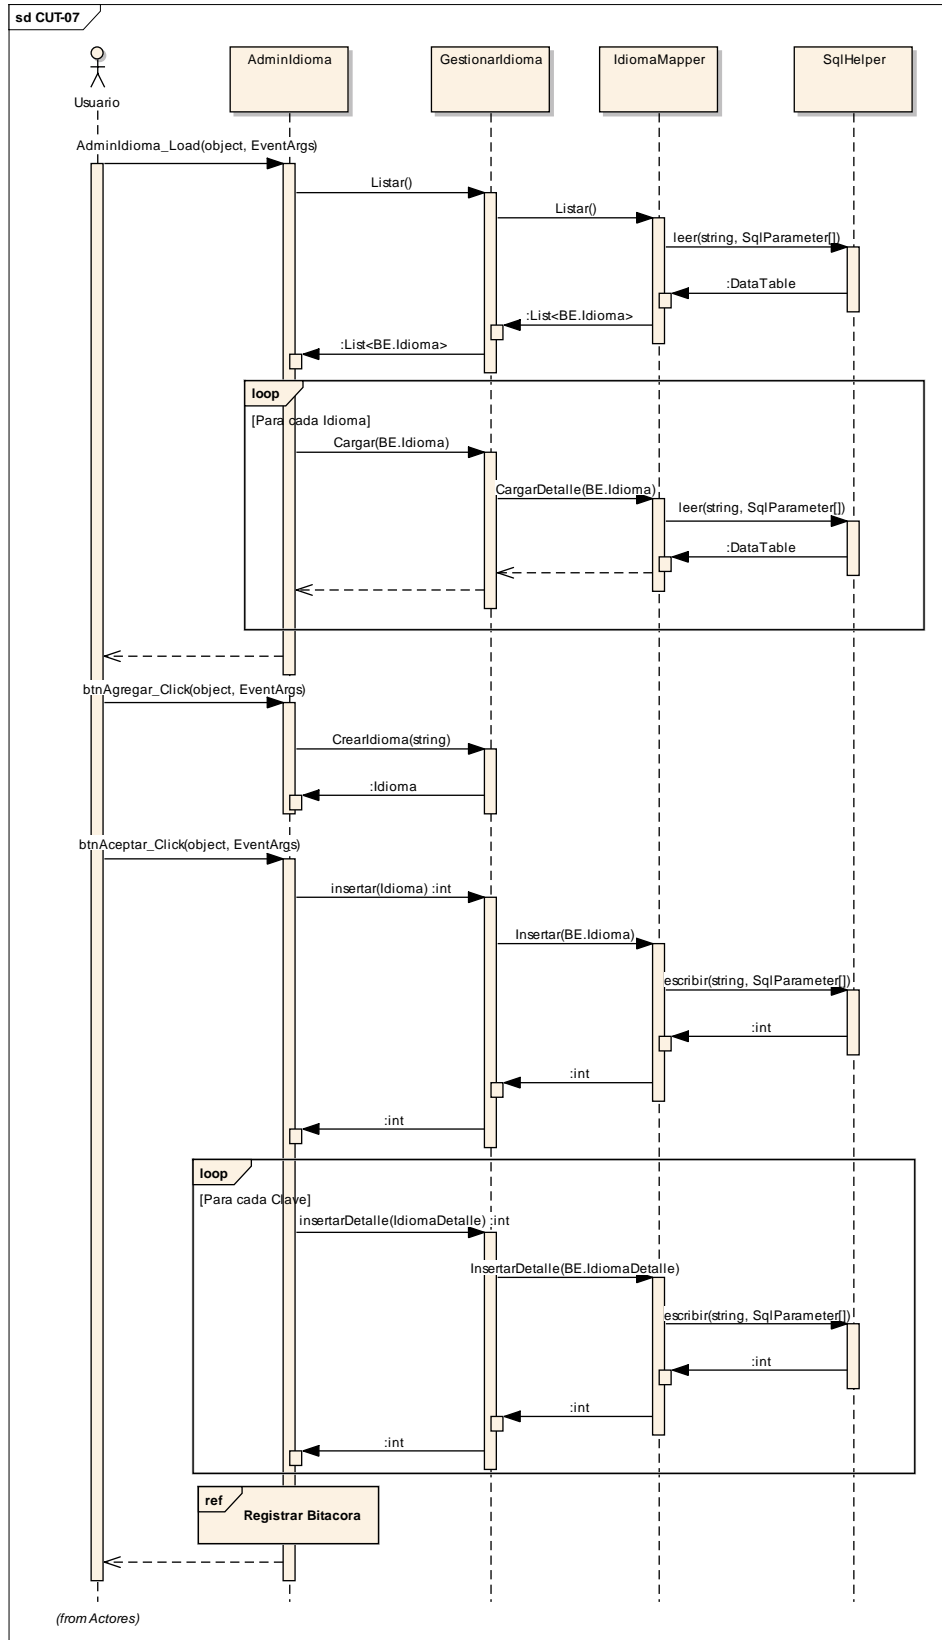 sd CUT-07
Usuario
AdminIdioma
GestionarIdioma
IdiomaMapper
SqlHelper
AdminIdioma_Load(object, EventArgs)
Listar()
Listar()
leer(string, SqlParameter[])
:DataTable
:List<BE.Idioma>
:List<BE.Idioma>
loop
[Para cada Idioma]
Cargar(BE.Idioma)
CargarDetalle(BE.Idioma)
leer(string, SqlParameter[])
:DataTable
btnAgregar_Click(object, EventArgs)
CrearIdioma(string)
:Idioma
btnAceptar_Click(object, EventArgs)
insertar(Idioma) :int
Insertar(BE.Idioma)
escribir(string, SqlParameter[])
:int
:int
:int
loop
[Para cada Clave]
insertarDetalle(IdiomaDetalle) :int
InsertarDetalle(BE.IdiomaDetalle)
escribir(string, SqlParameter[])
:int
:int
:int
ref
Registrar Bitacora
(from Actores)